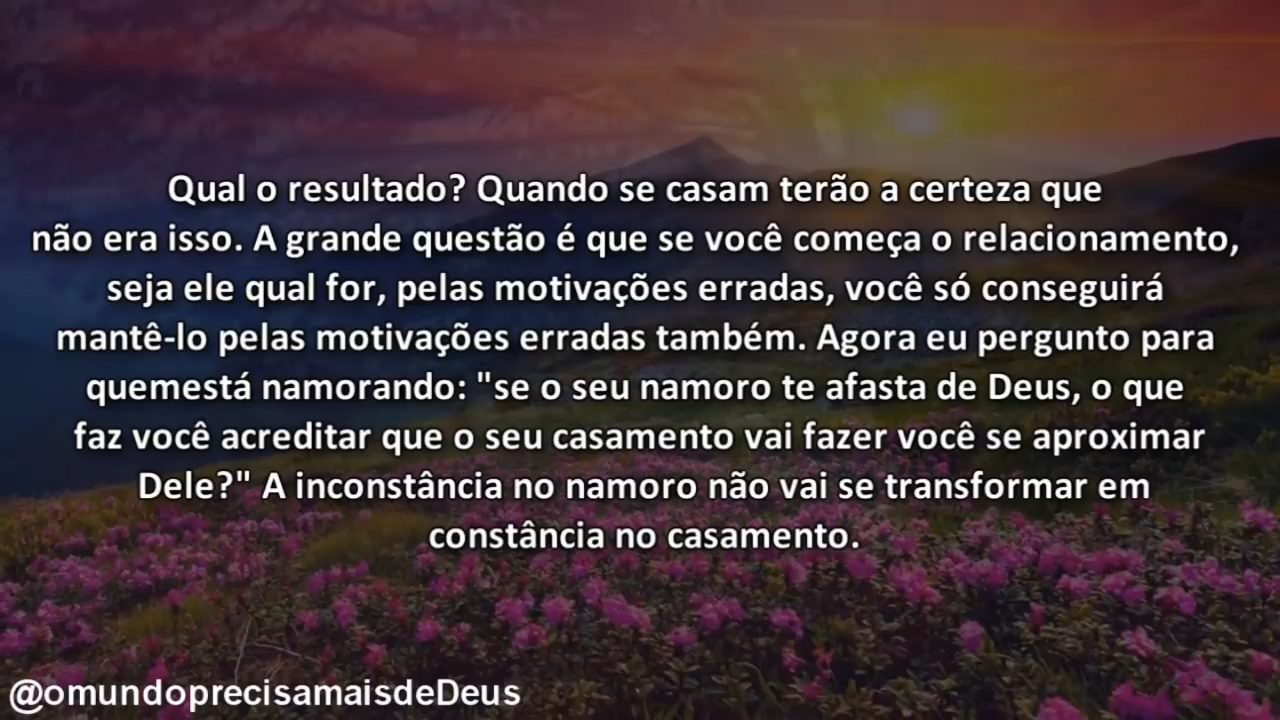 Qual o resultado? Quando se casam terão a certeza que
não era isso. A grande questão é que se você começa o relacionamento,
seja ele qual for, pelas motivações erradas, você só conseguirá
mantê-lo pelas motivações erradas também. Agora eu pergunto para
quemestá namorando: "se o seu namoro te afasta de Deus, o que
faz você acreditar que o seu casamento vai fazer você se aproximar
Dele?" A inconstância no namoro não vai se transformar em
constância no casamento.
@omundoprecisamaisdeDeus